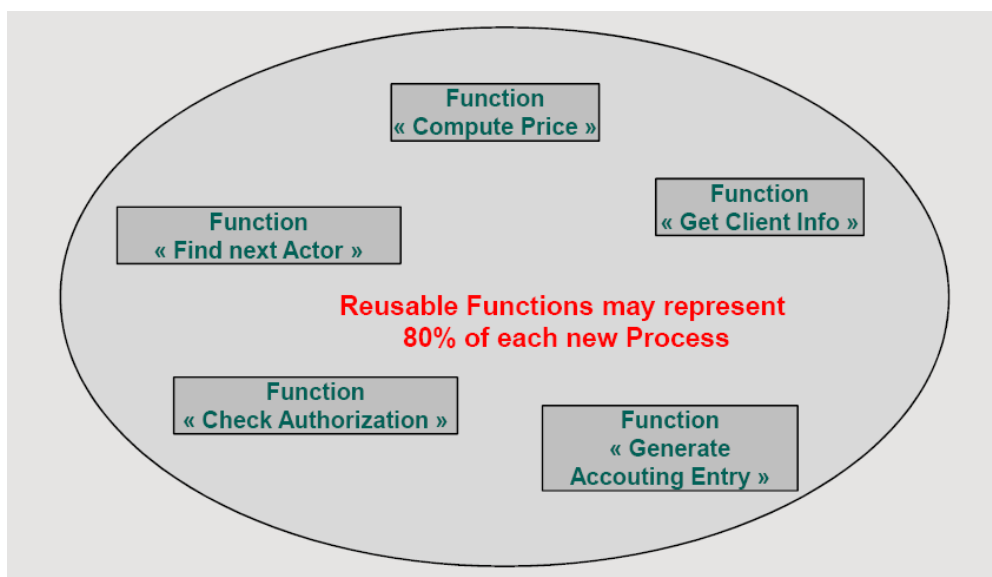 Function
« Compute Price »
Function
« Get Client Info »
Function
« Find next Actor »
Reusable Functions may represent
80% of each new Process
Function
« Check Authorization »
Function
« Generate
Accouting Entry »